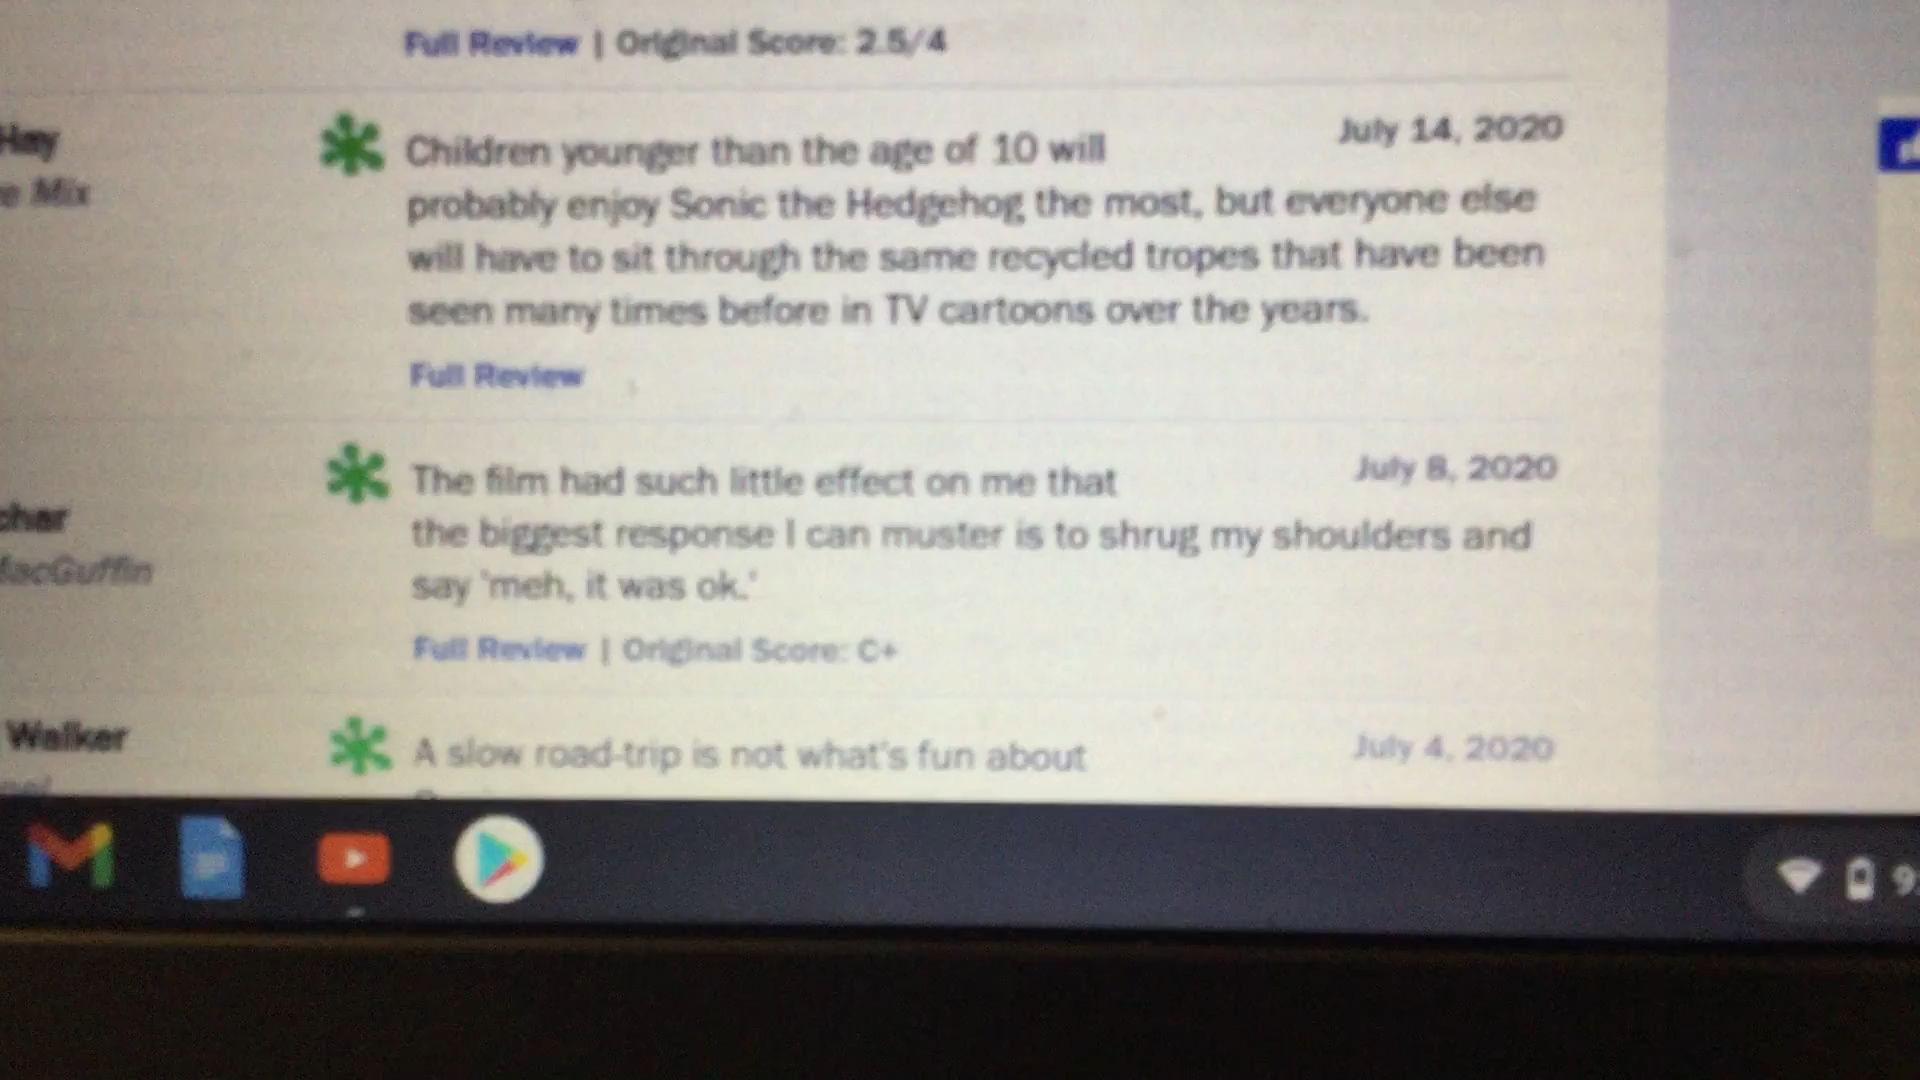 Full Review | Original Score: 2.5/4
Hay
Children younger than the age of 10 will
July 14, 2020
e Mix
probably enjoy Sonic the Hedgehog the most, but everyone else
will have to sit through the same recycled tropes that have been
seen many times before in TV cartoons over the years.
Full Review
The film had such little effect on me that
July 8, 2020
char
the biggest response I can muster is to shrug my shoulders and
MacGuffin
say 'meh, it was ok.'
Full Review | Original Score: C+
Walker
A slow road-trip is not what's fun about
July 4, 2020
9